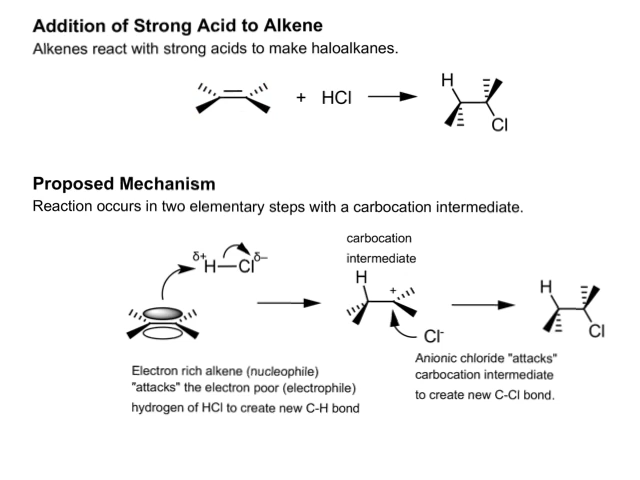 Addition of Strong Acid to Alkene
Alkenes react with strong acids to make haloalkanes.
+ HCl
H
Cl
Proposed Mechanism
Reaction occurs in two elementary steps with a carbocation intermediate.
δ+
H—Cl
δ–
carbocation
intermediate
H
+
Cl-
H
Cl
Electron rich alkene (nucleophile)
"attacks" the electron poor (electrophile)
hydrogen of HCl to create new C-H bond
Anionic chloride "attacks"
carbocation intermediate
to create new C-Cl bond.